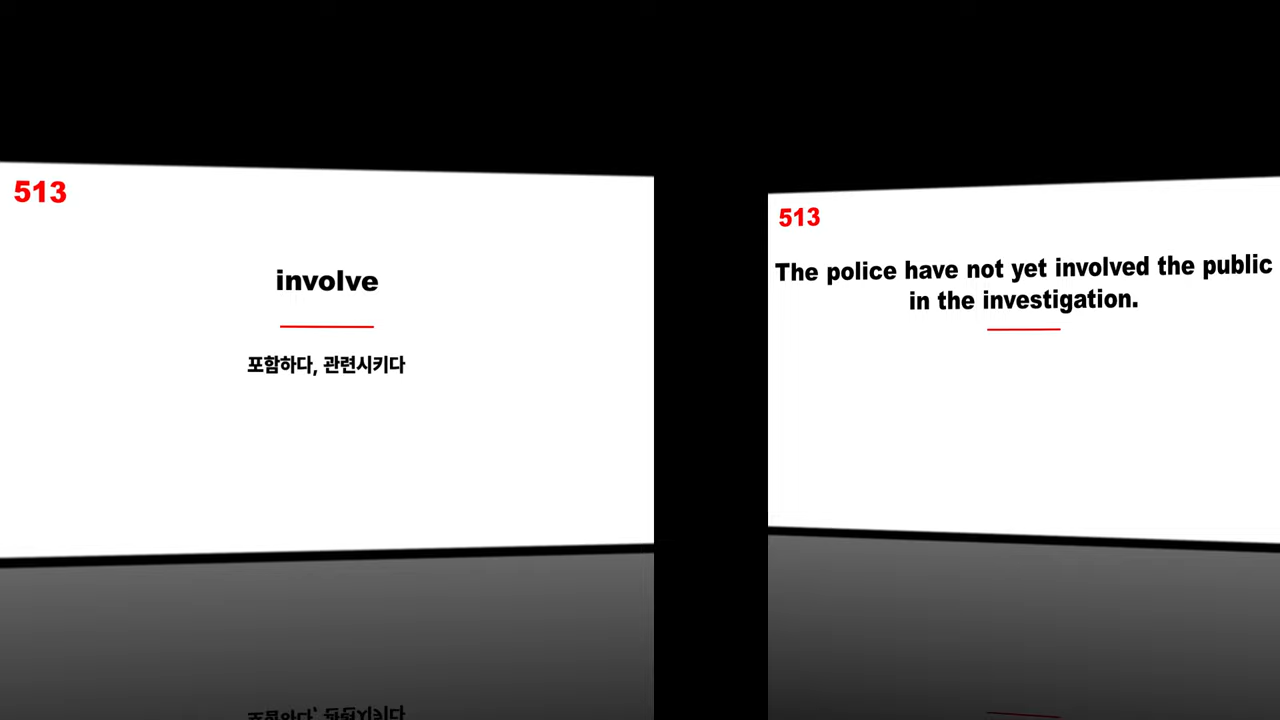 513
involve
포함하다, 관련시키다
513
The police have not yet involved the public
in the investigation.